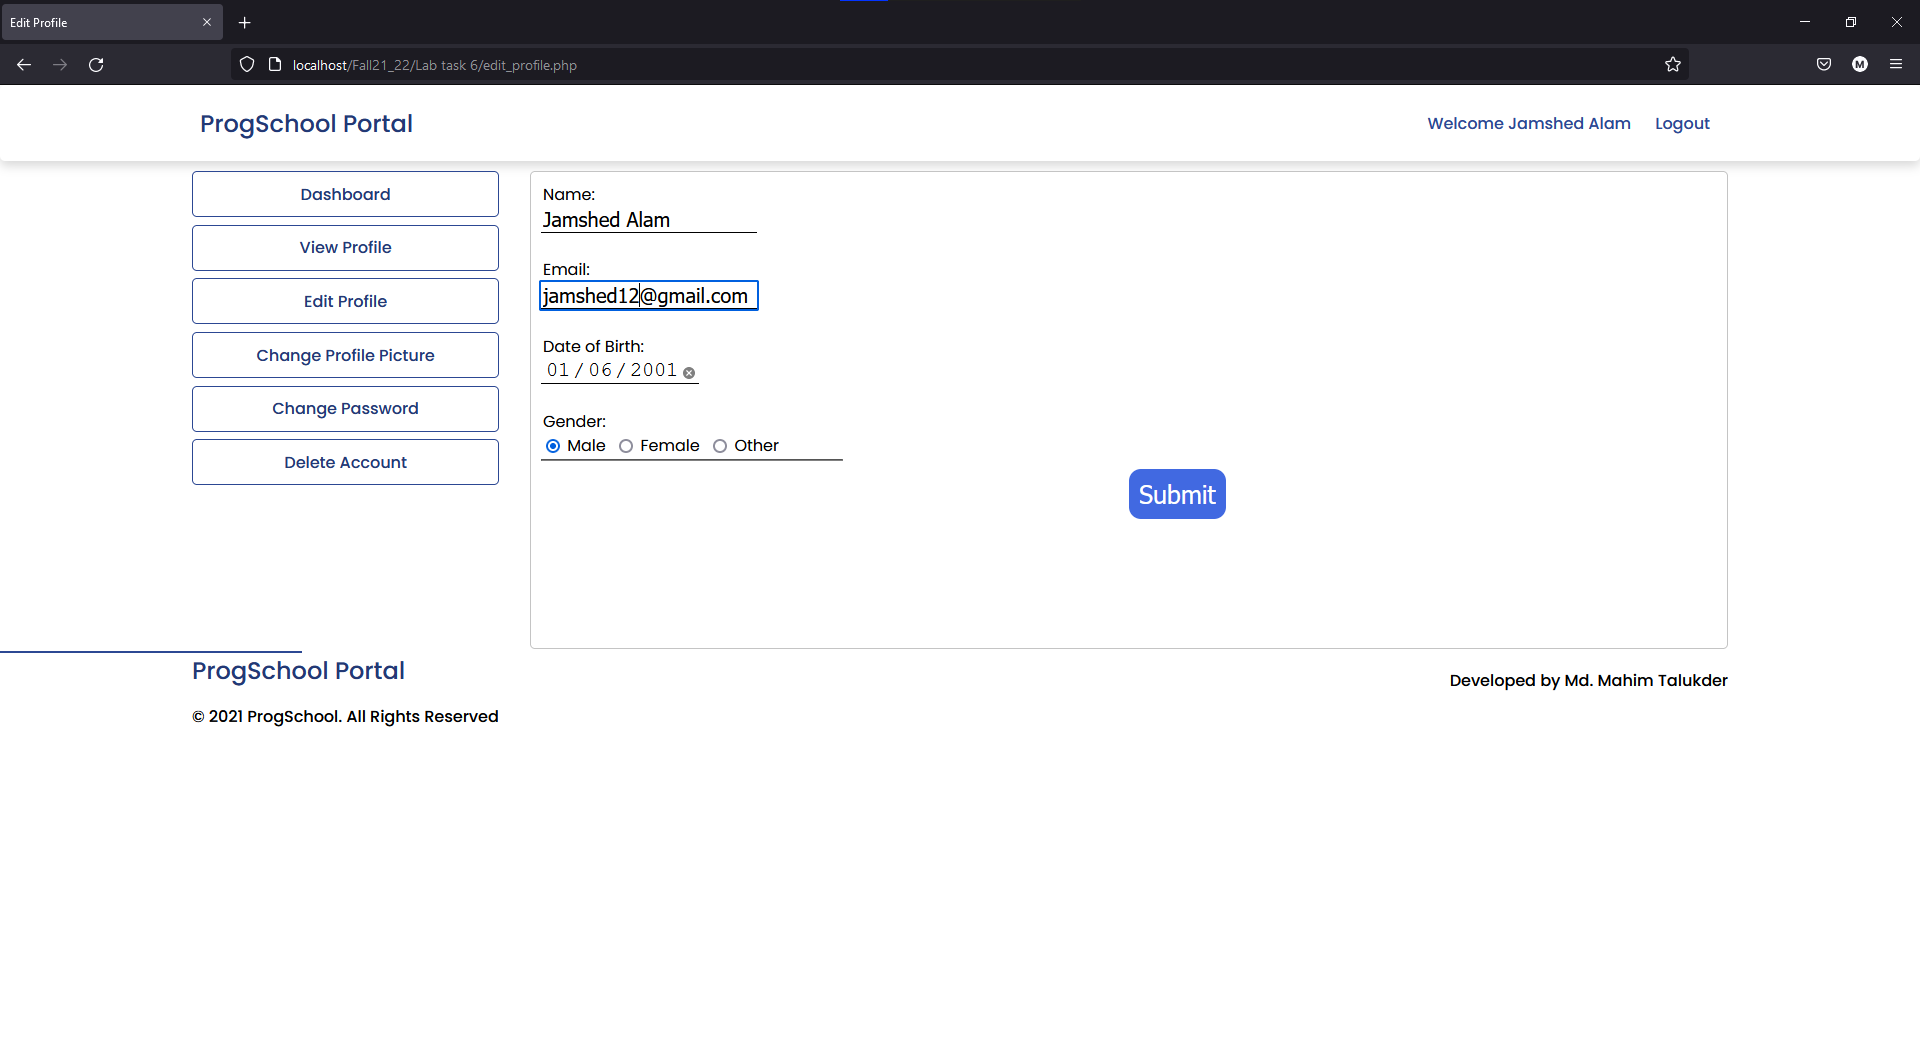 Edit Profile
localhost/Fall21_22/Lab task 6/edit_profile.php
M
ProgSchool Portal
Welcome Jamshed Alam Logout
Dashboard
View Profile
Edit Profile
Change Profile Picture
Change Password
Delete Account
Name:
Jamshed Alam
Email:
jamshed12@gmail.com
Date of Birth:
01 / 06 / 2001
Gender:
Male Female Other
Submit
ProgSchool Portal
Developed by Md. Mahim Talukder
© 2021 ProgSchool. All Rights Reserved